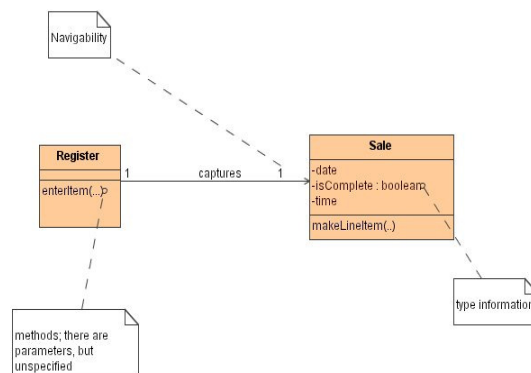 Navigability
Register
enterItem(...)
1
captures
1
Sale
-date
-isComplete : boolean
-time
makeLineItem(..)
methods; there are
parameters, but
unspecified
type information